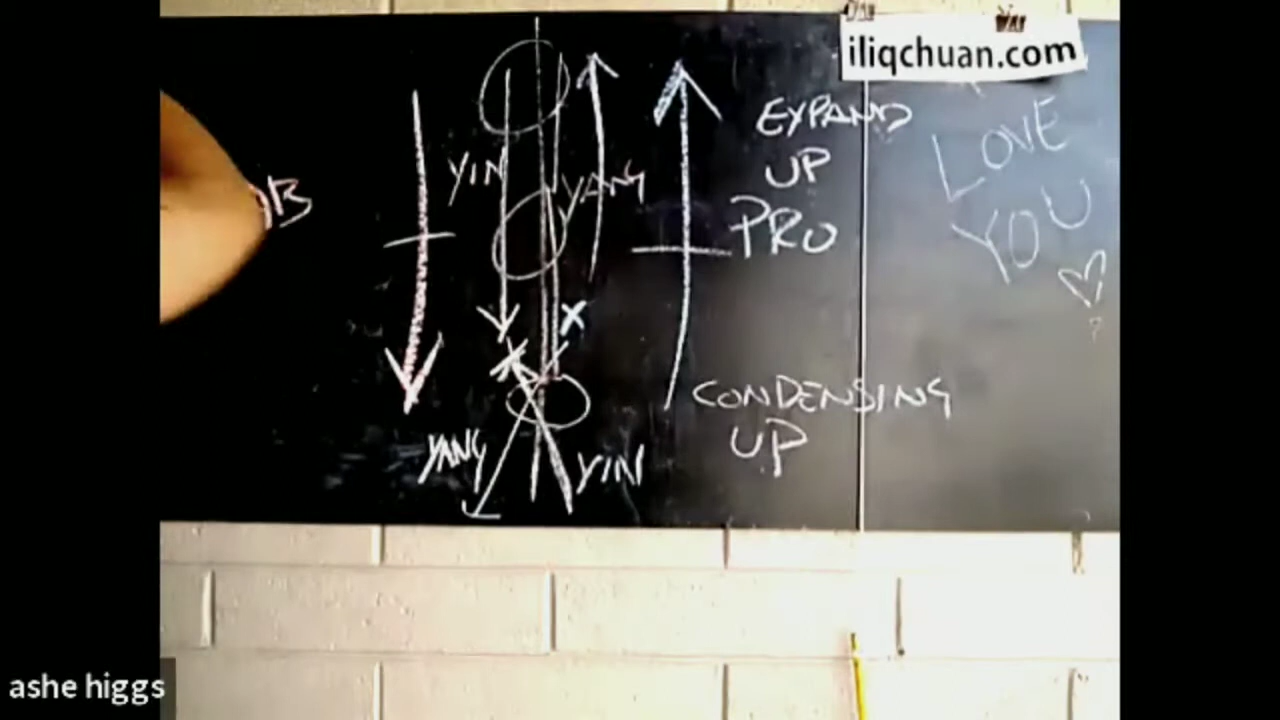 iliqchuan.com
EXPAND
UP
PRO
LOVE
YOU
YIN
YANG
B
CONDENSING
UP
YANG
YIN
ashe higgs